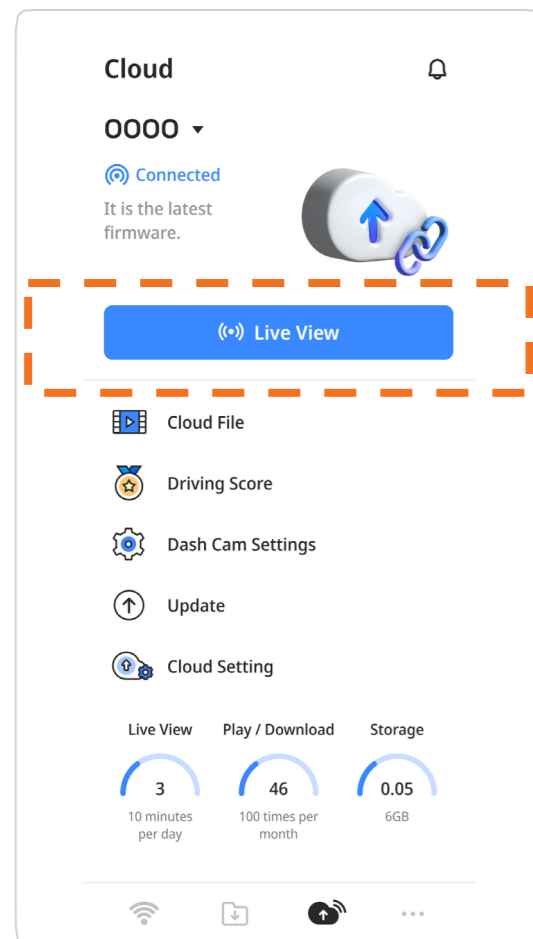 Cloud
OOOO
Connected
It is the latest
firmware.
Live View
Cloud File
Driving Score
Dash Cam Settings
Update
Cloud Setting
Live View
Play / Download
Storage
3
46
0.05
10 minutes
per day
100 times per
month
6GB